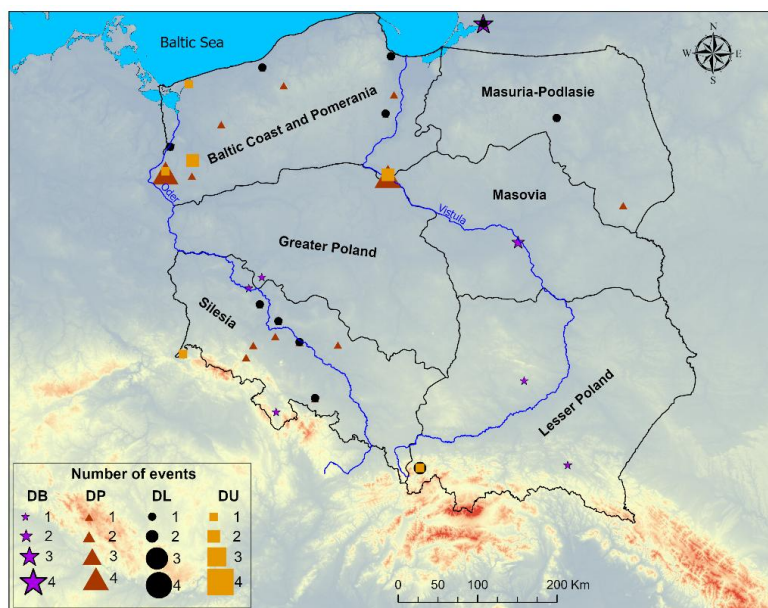 Baltic Sea
N
W E
S
Masuria-Podlasie
Baltic Coast and Pomerania
Oder
Masovia
Vistula
Greater Poland
Silesia
Lesser Poland
Number of events
DB DP DL DU
1 1 1 1
2 2 2 2
3 3 3 3
4 4 4 4
0 50 100 200 Km